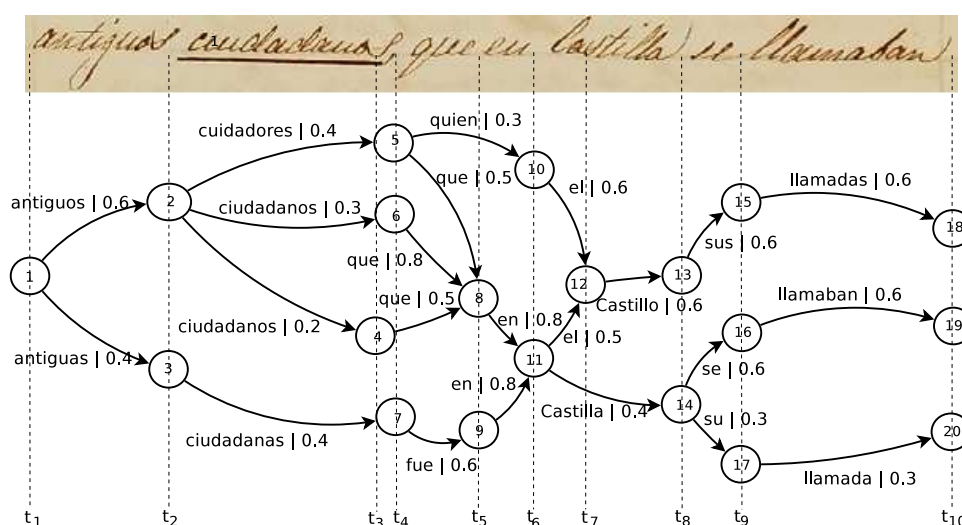 antiguos ciudadanos, que en Castilla se llamaban
cuidadores | 0.4
quien | 0.3
antiguos | 0.6
ciudadanos | 0.3
que | 0.5
el | 0.6
llamadas | 0.6
que | 0.8
sus | 0.6
ciudadanos | 0.2
que | 0.5
en | 0.8
el | 0.5
Castillo | 0.6
llamaban | 0.6
antiguas | 0.4
en | 0.8
Castilla | 0.4
se | 0.6
ciudadanas | 0.4
fue | 0.6
su | 0.3
llamada | 0.3
1 2 3 4 5 6 7 8 9 10 11 12 13 14 15 16 17 18 19 20
t1 t2 t3 t4 t5 t6 t7 t8 t9 t10